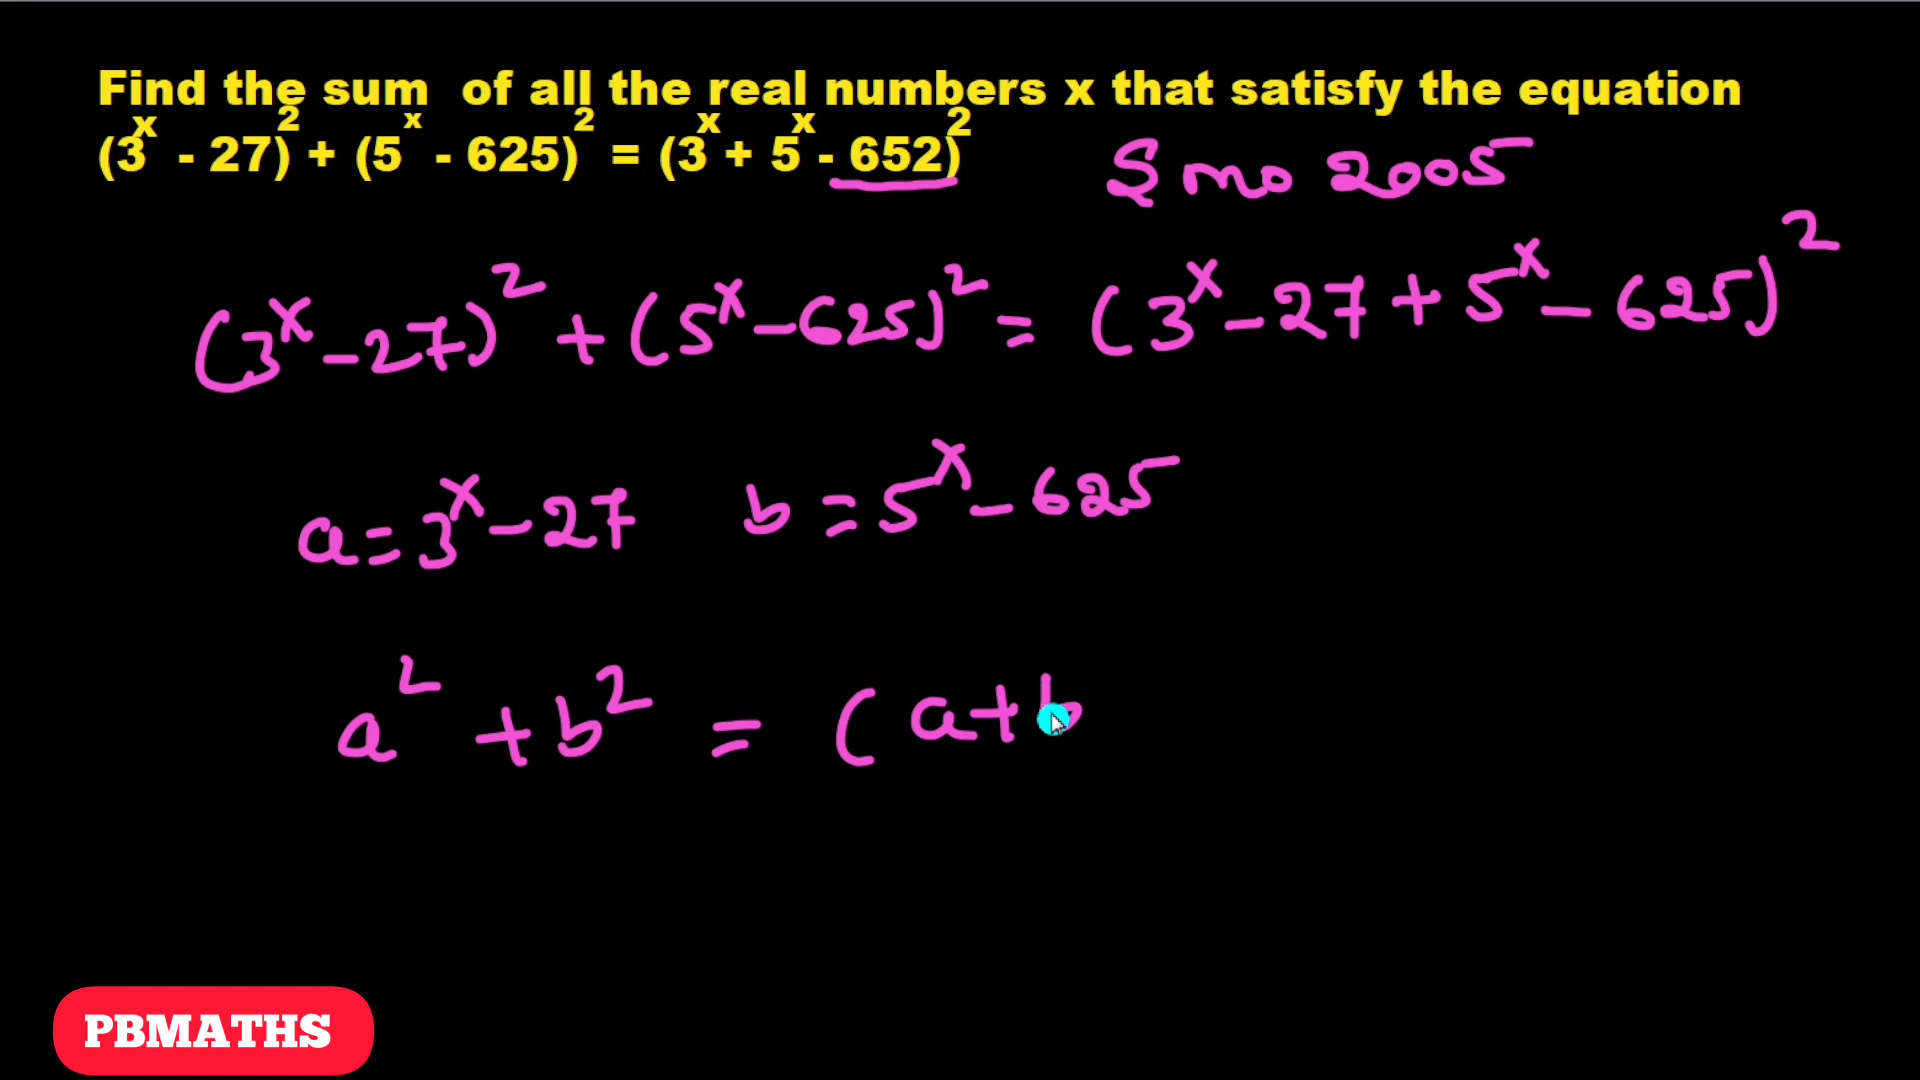 Find the sum of all the real numbers x that satisfy the equation
(3^x - 27)^2 + (5^x - 625)^2 = (3^x + 5^x - 652)^2
Smo 2005
(3^x - 27)^2 + (5^x - 625)^2 = (3^x - 27 + 5^x - 625)^2
a = 3^x - 27 b = 5^x - 625
a^2 + b^2 = (a+b
PBMATHS